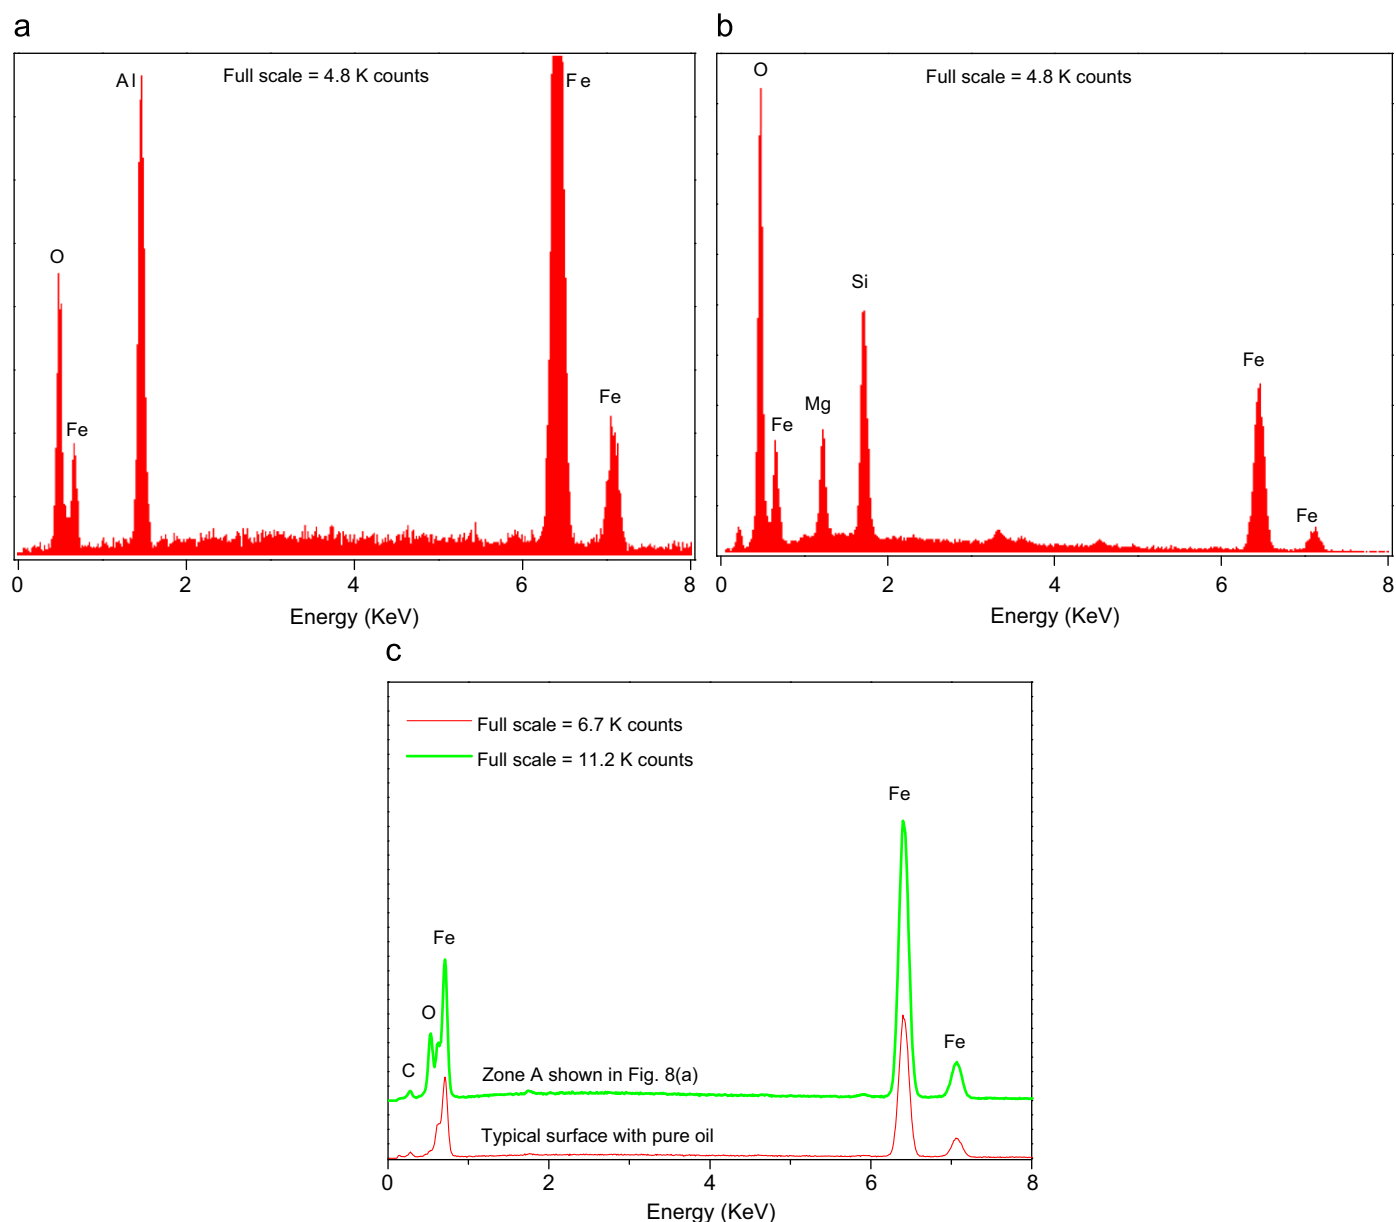 a
Full scale = 4.8 K counts
Al
Fe
O
Fe
Fe
0 2 4 6 8
Energy (KeV)
b
Full scale = 4.8 K counts
O
Si
Fe
Mg
Fe
Fe
0 2 4 6 8
Energy (KeV)
c
Full scale = 6.7 K counts
Full scale = 11.2 K counts
Fe
Fe
O
Fe
C
Zone A shown in Fig. 8(a)
Typical surface with pure oil
0 2 4 6 8
Energy (KeV)